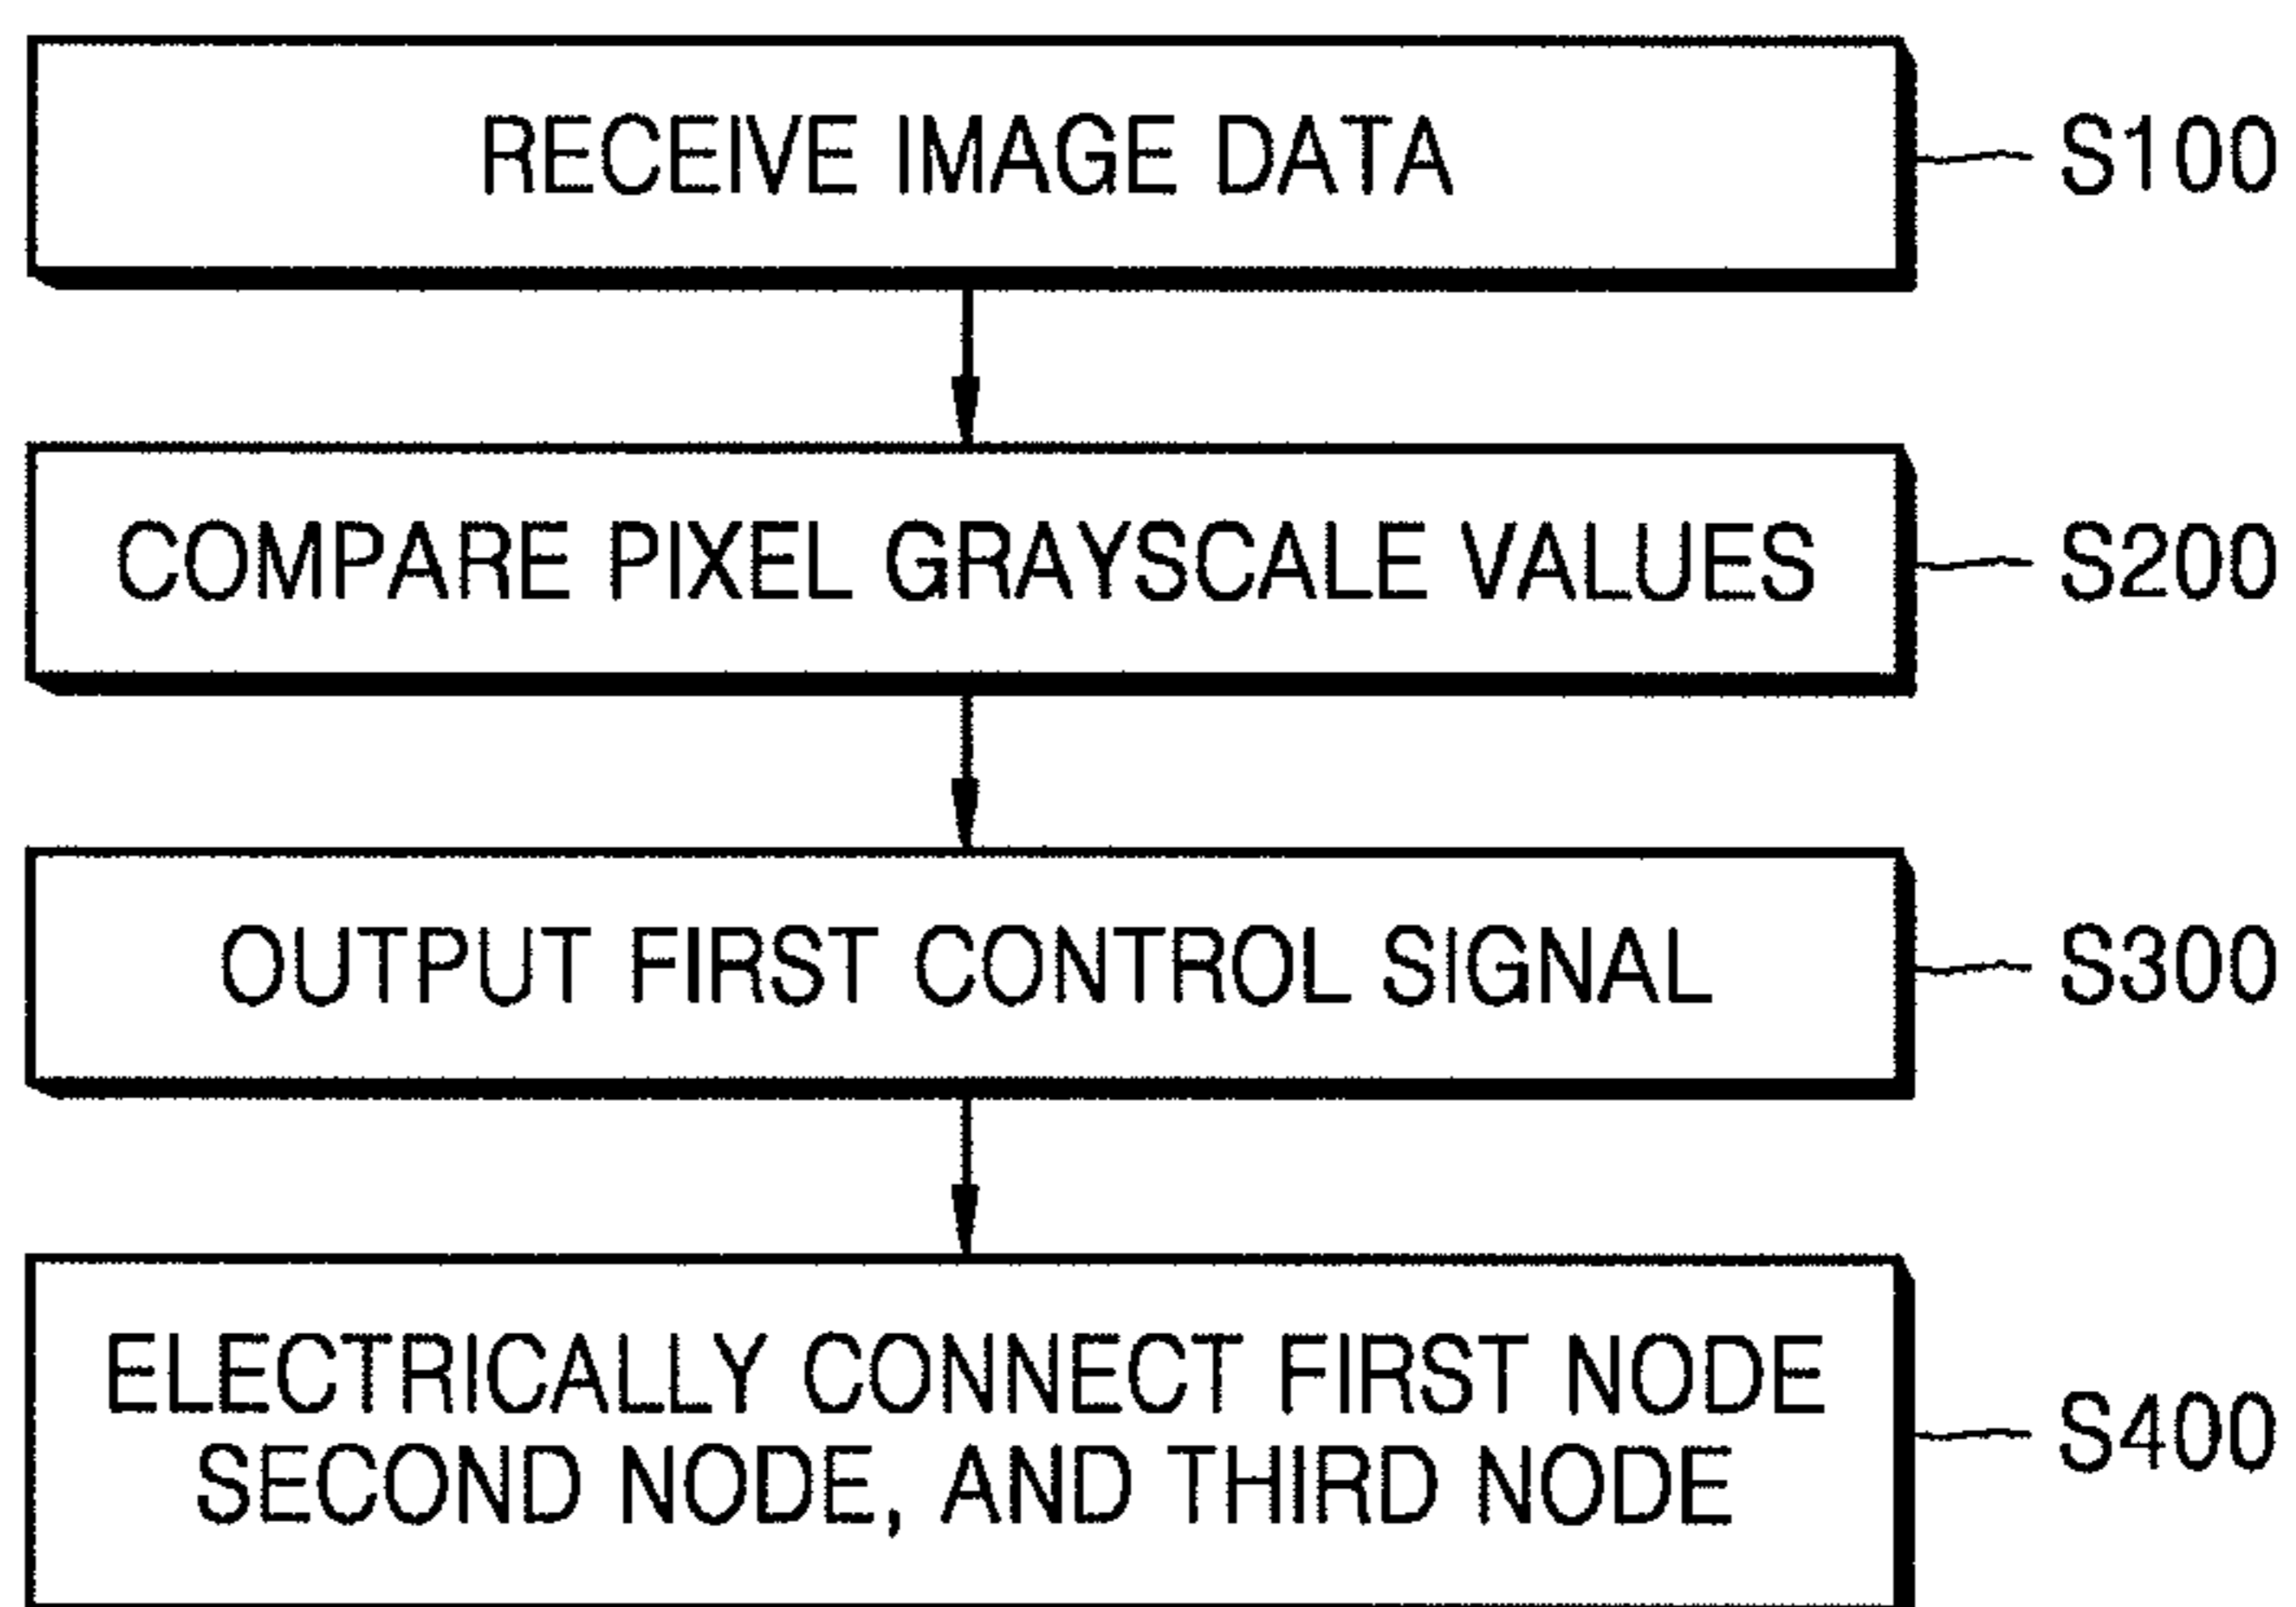 RECEIVE IMAGE DATA
S100
COMPARE PIXEL GRAYSCALE VALUES
S200
OUTPUT FIRST CONTROL SIGNAL
S300
ELECTRICALLY CONNECT FIRST NODE
SECOND NODE, AND THIRD NODE
S400